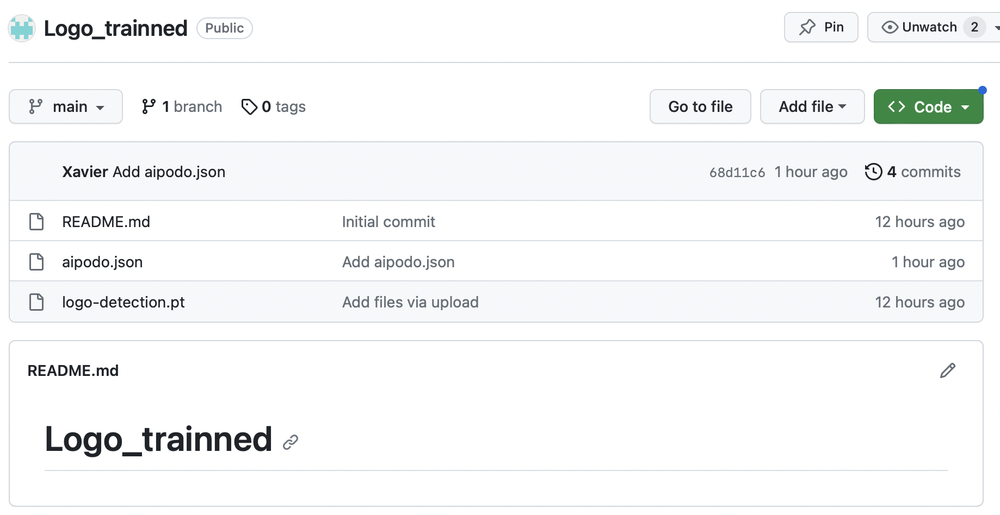 Logo_trainned Public Pin Unwatch 2
main 1 branch 0 tags Go to file Add file Code
Xavier Add aipodo.json 68d11c6 1 hour ago 4 commits
README.md Initial commit 12 hours ago
aipodo.json Add aipodo.json 1 hour ago
logo-detection.pt Add files via upload 12 hours ago
README.md
Logo_trainned